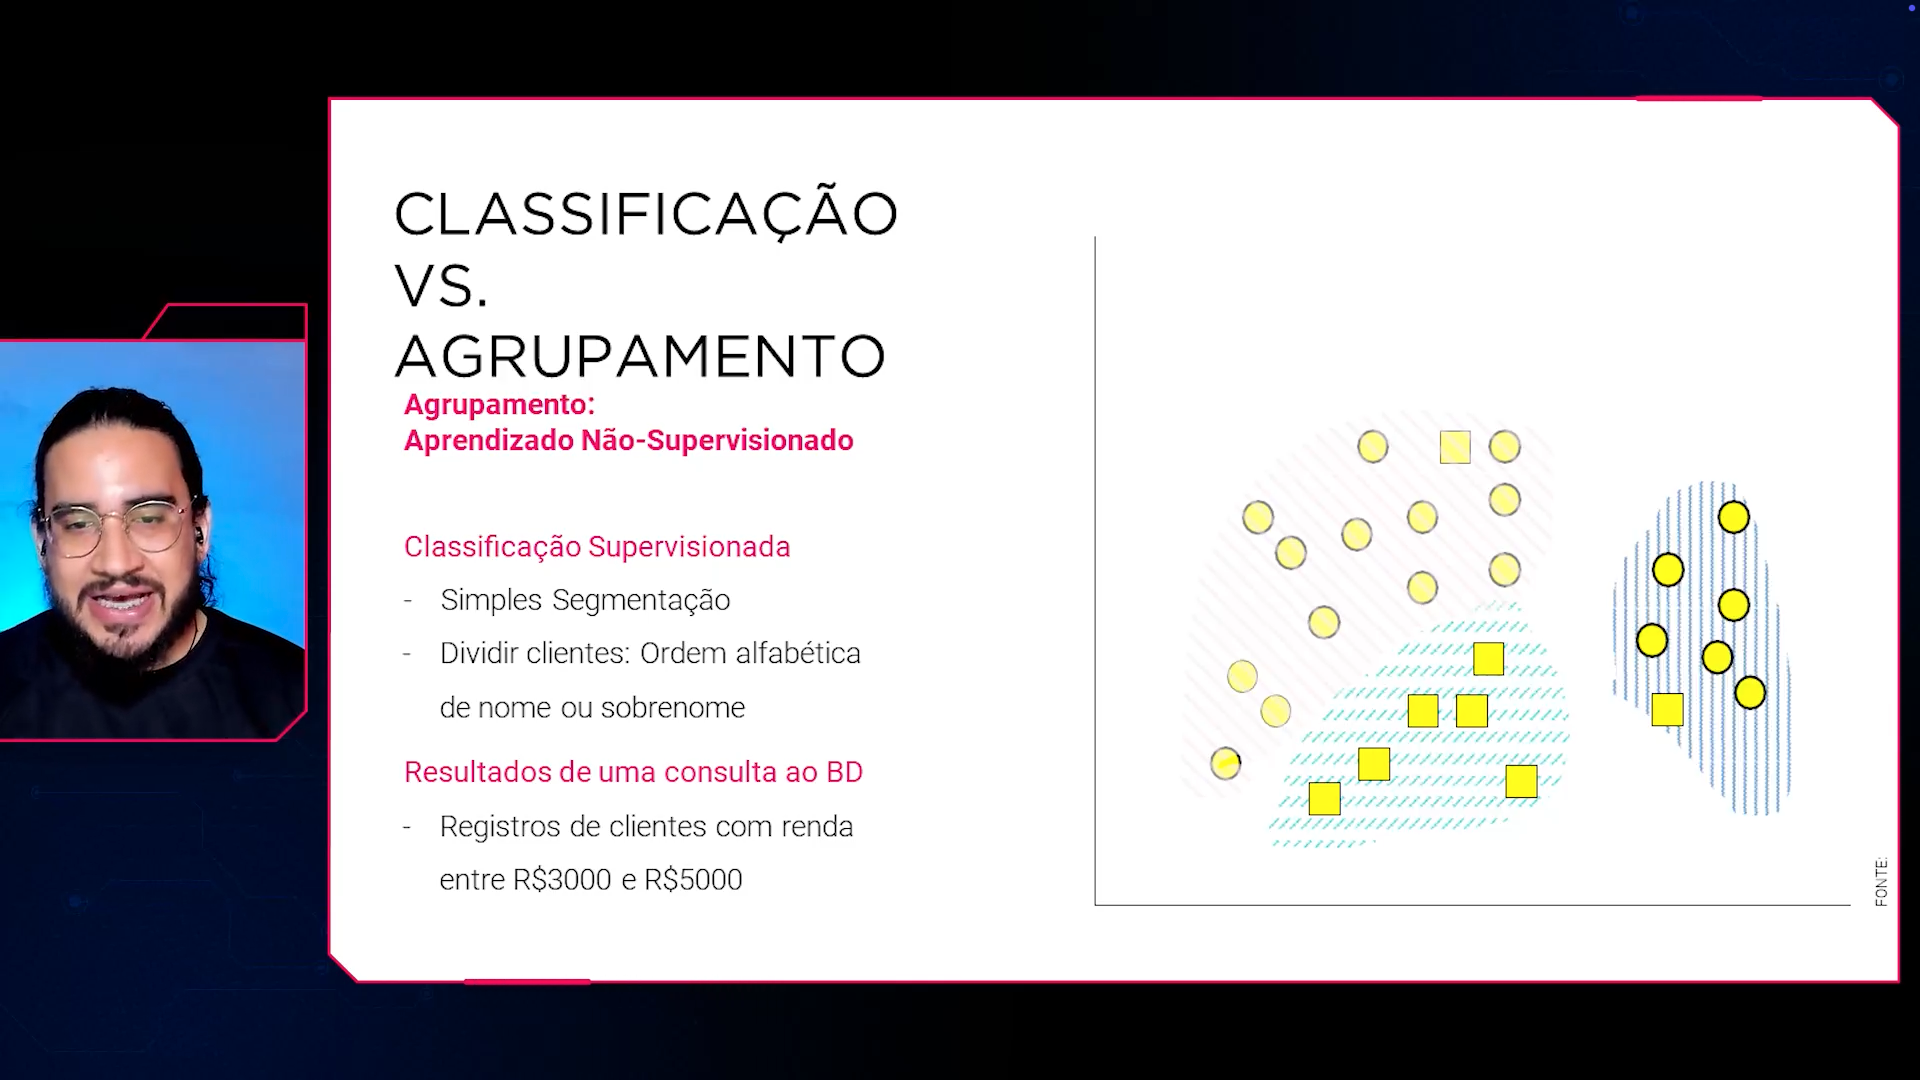 CLASSIFICAÇÃO
VS.
AGRUPAMENTO
Agrupamento:
Aprendizado Não-Supervisionado
Classificação Supervisionada
- Simples Segmentação
- Dividir clientes: Ordem alfabética
de nome ou sobrenome
Resultados de uma consulta ao BD
- Registros de clientes com renda
entre R$3000 e R$5000
FONTE: